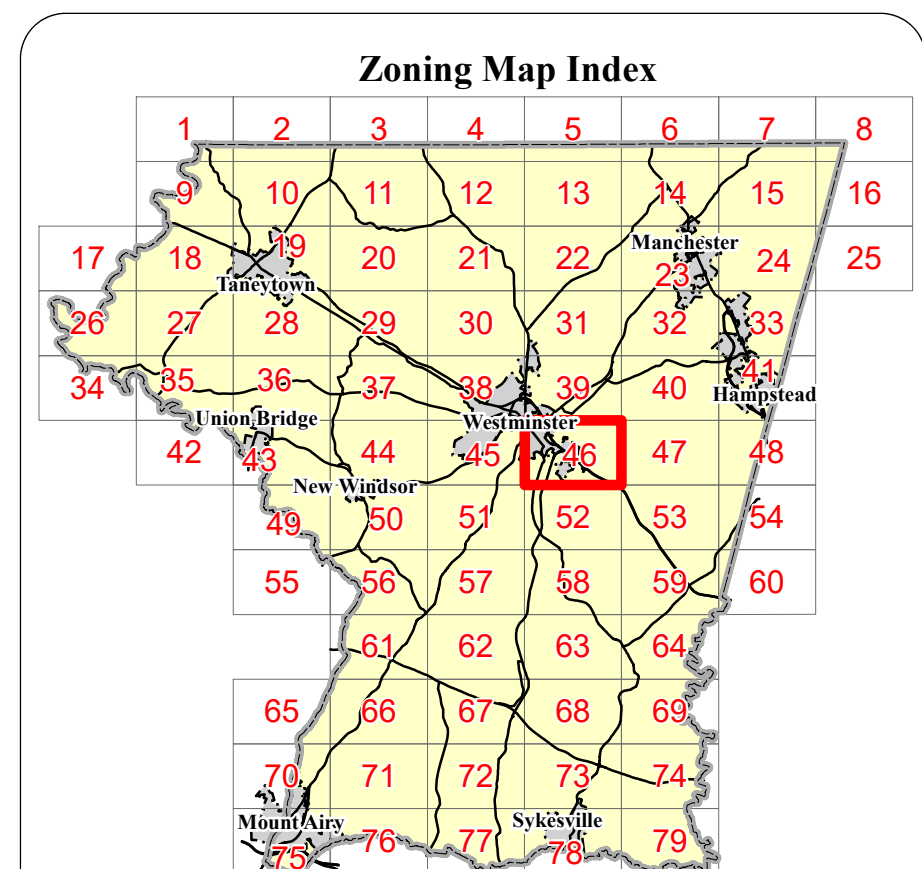 Zoning Map Index
1 2 3 4 5 6 7 8
9 10 11 12 13 14 15 16
Manchester
17 18 19 20 21 22 23 24 25
Taneytown
26 27 28 29 30 31 32 33
34 35 36 37 38 39 40 41
Hampstead
Union Bridge
Westminster
42 43 44 45 46 47 48
New Windsor
49 50 51 52 53 54
55 56 57 58 59 60
61 62 63 64
65 66 67 68 69
70 71 72 73 74
Mount Airy
Sykesville
75 76 77 78 79